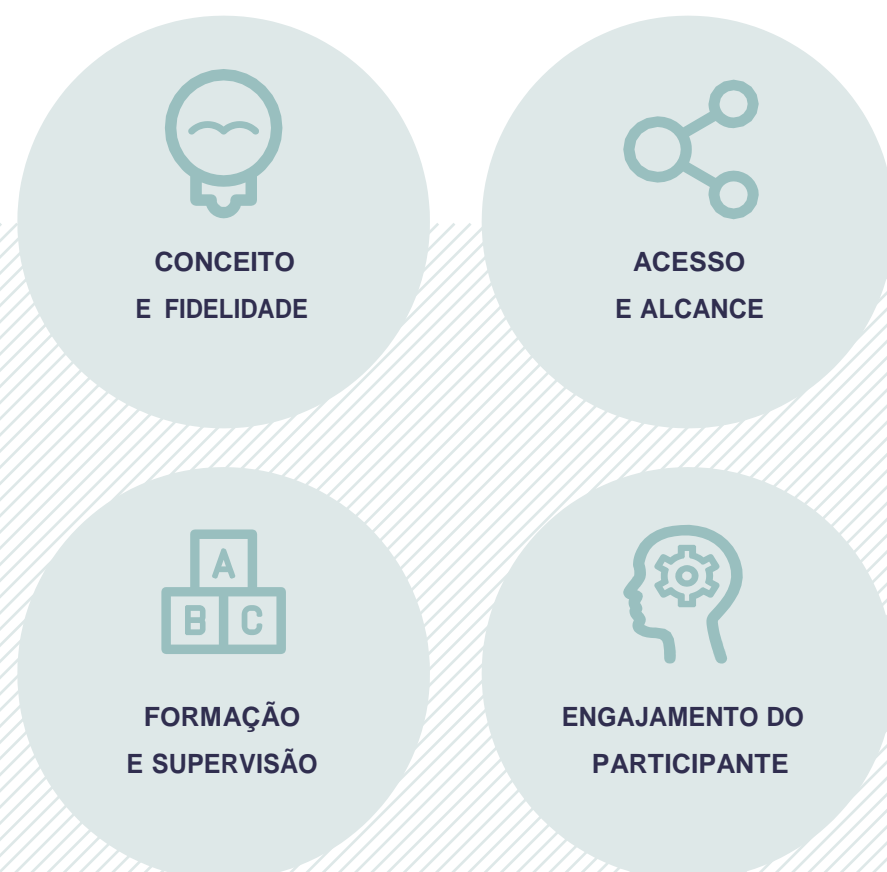 CONCEITO
E FIDELIDADE
ACESSO
E ALCANCE
A
B C
FORMAÇÃO
E SUPERVISÃO
ENGAJAMENTO DO
PARTICIPANTE